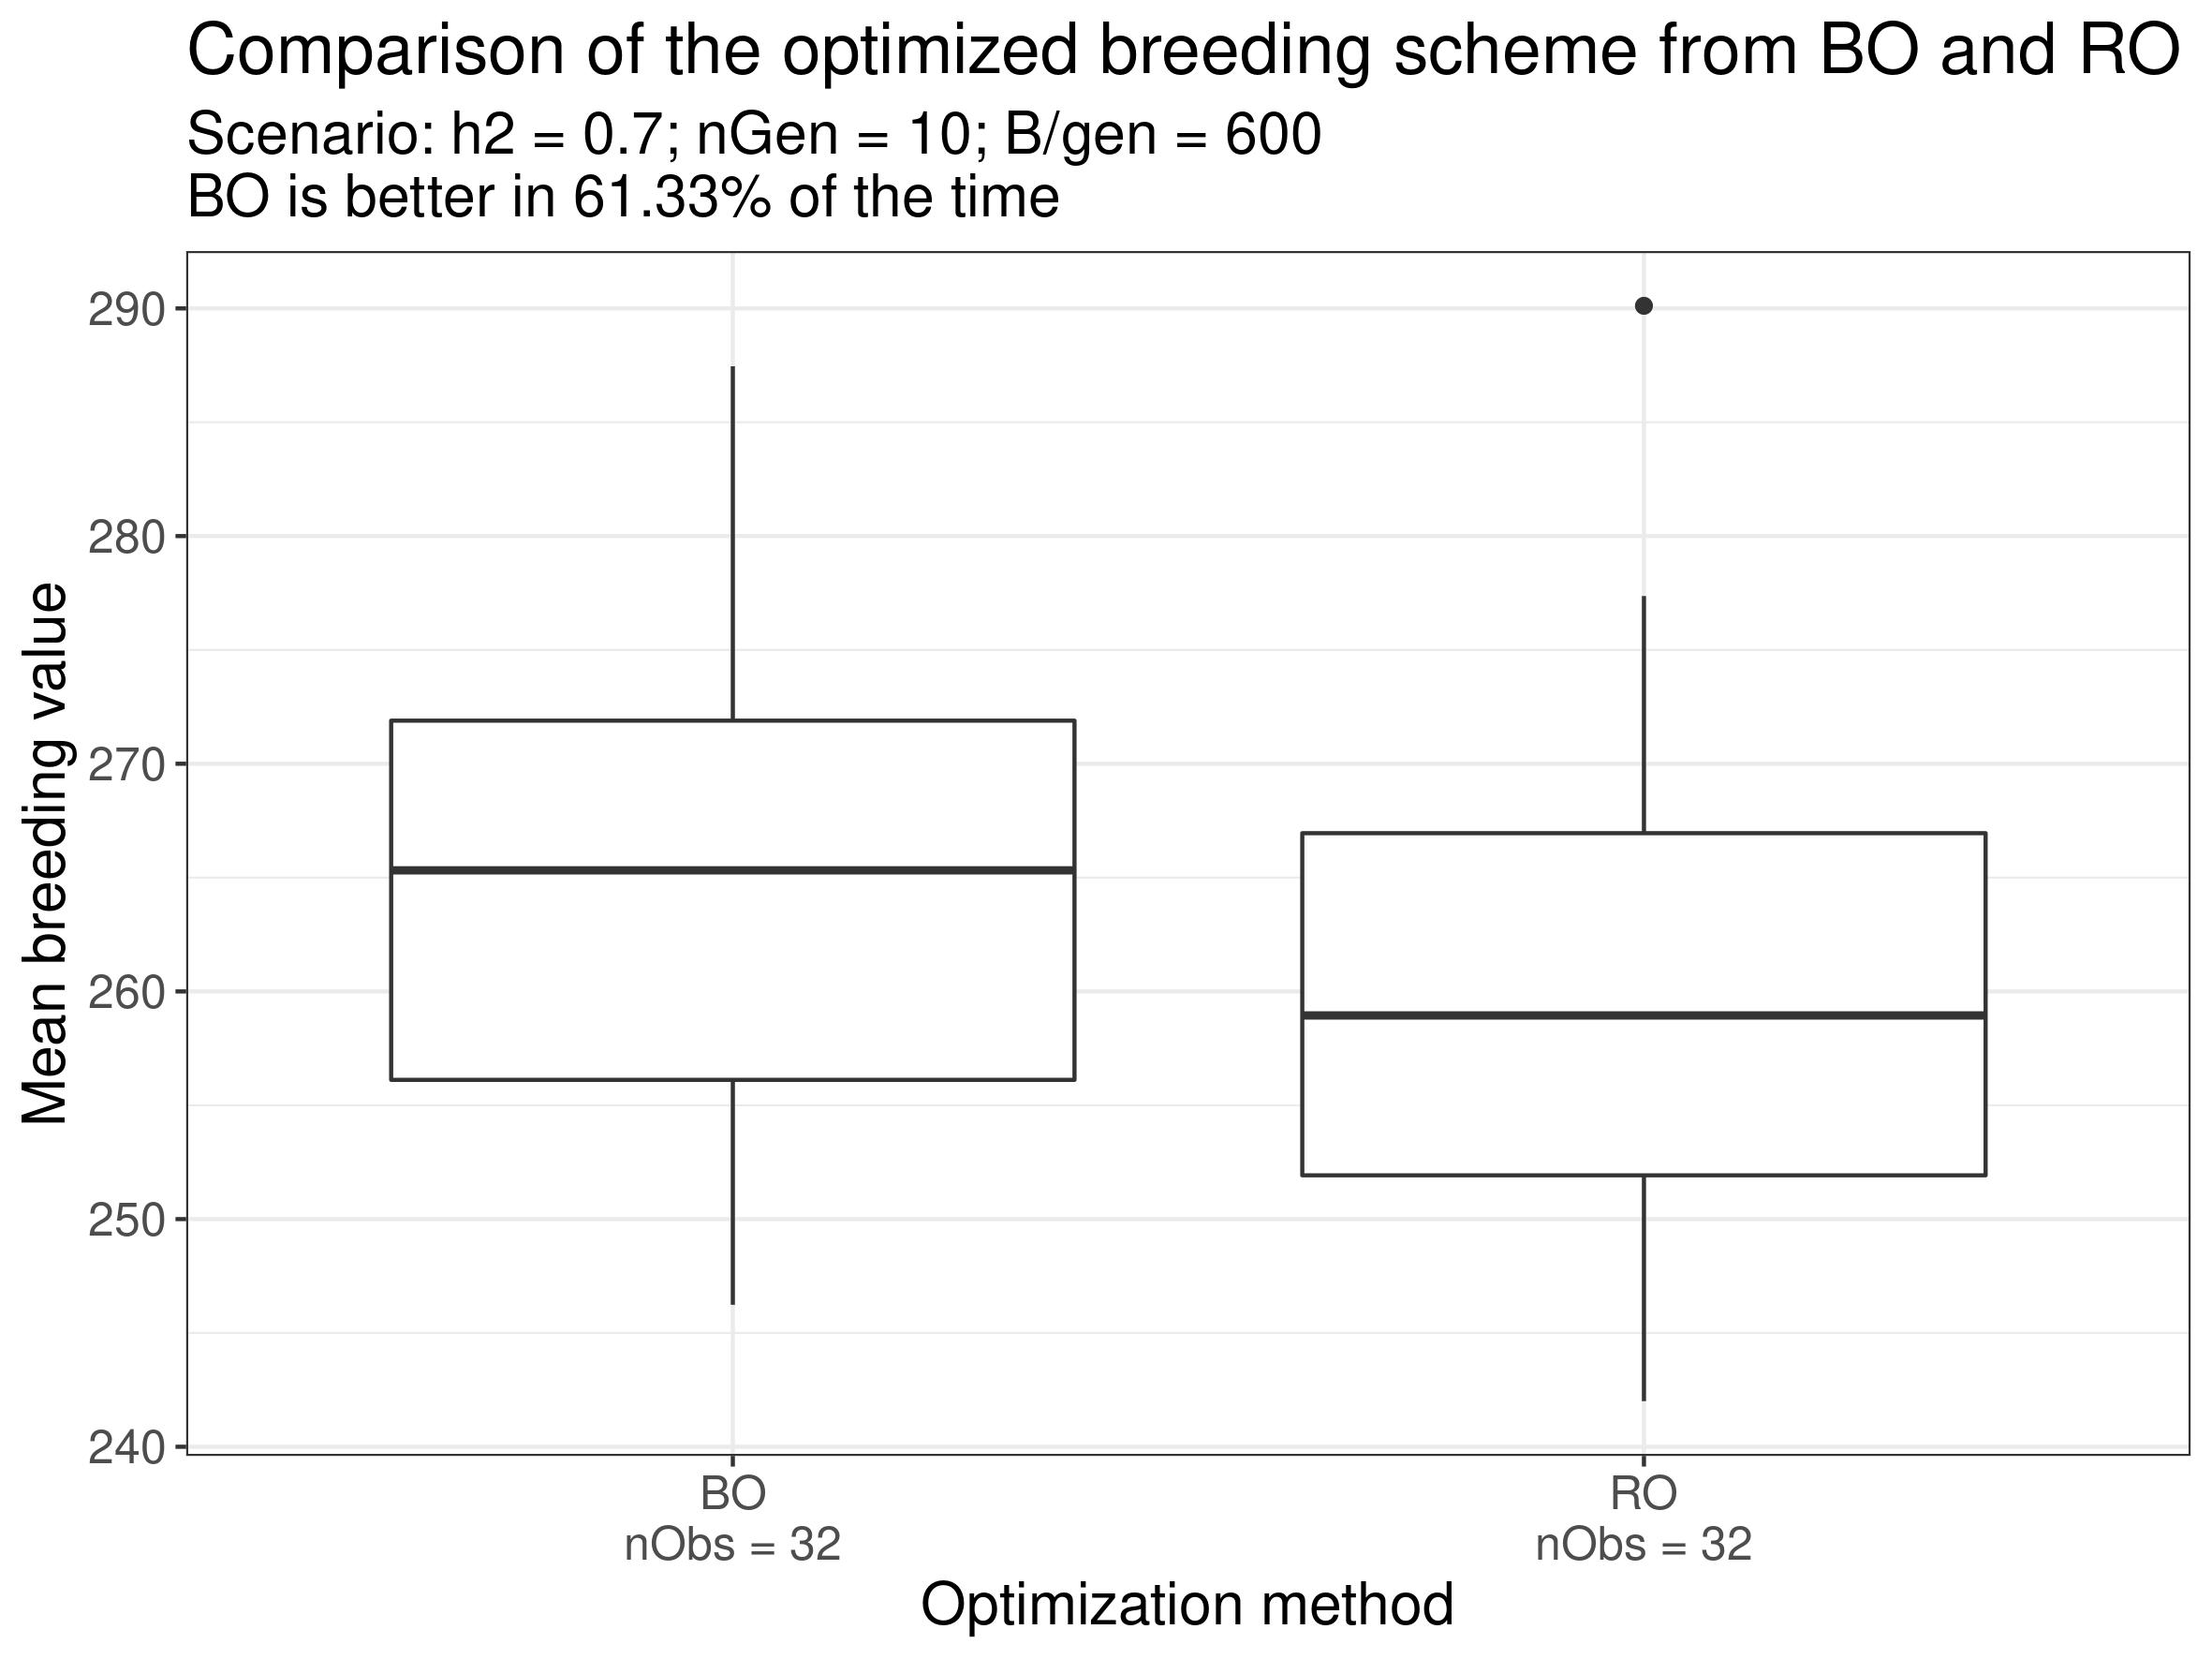 Comparison of the optimized breeding scheme from BO and RO
Scenario: h2 = 0.7; nGen = 10; B/gen = 600
BO is better in 61.33% of the time
Mean breeding value
290
280
270
260
250
240
BO
nObs = 32
RO
nObs = 32
Optimization method